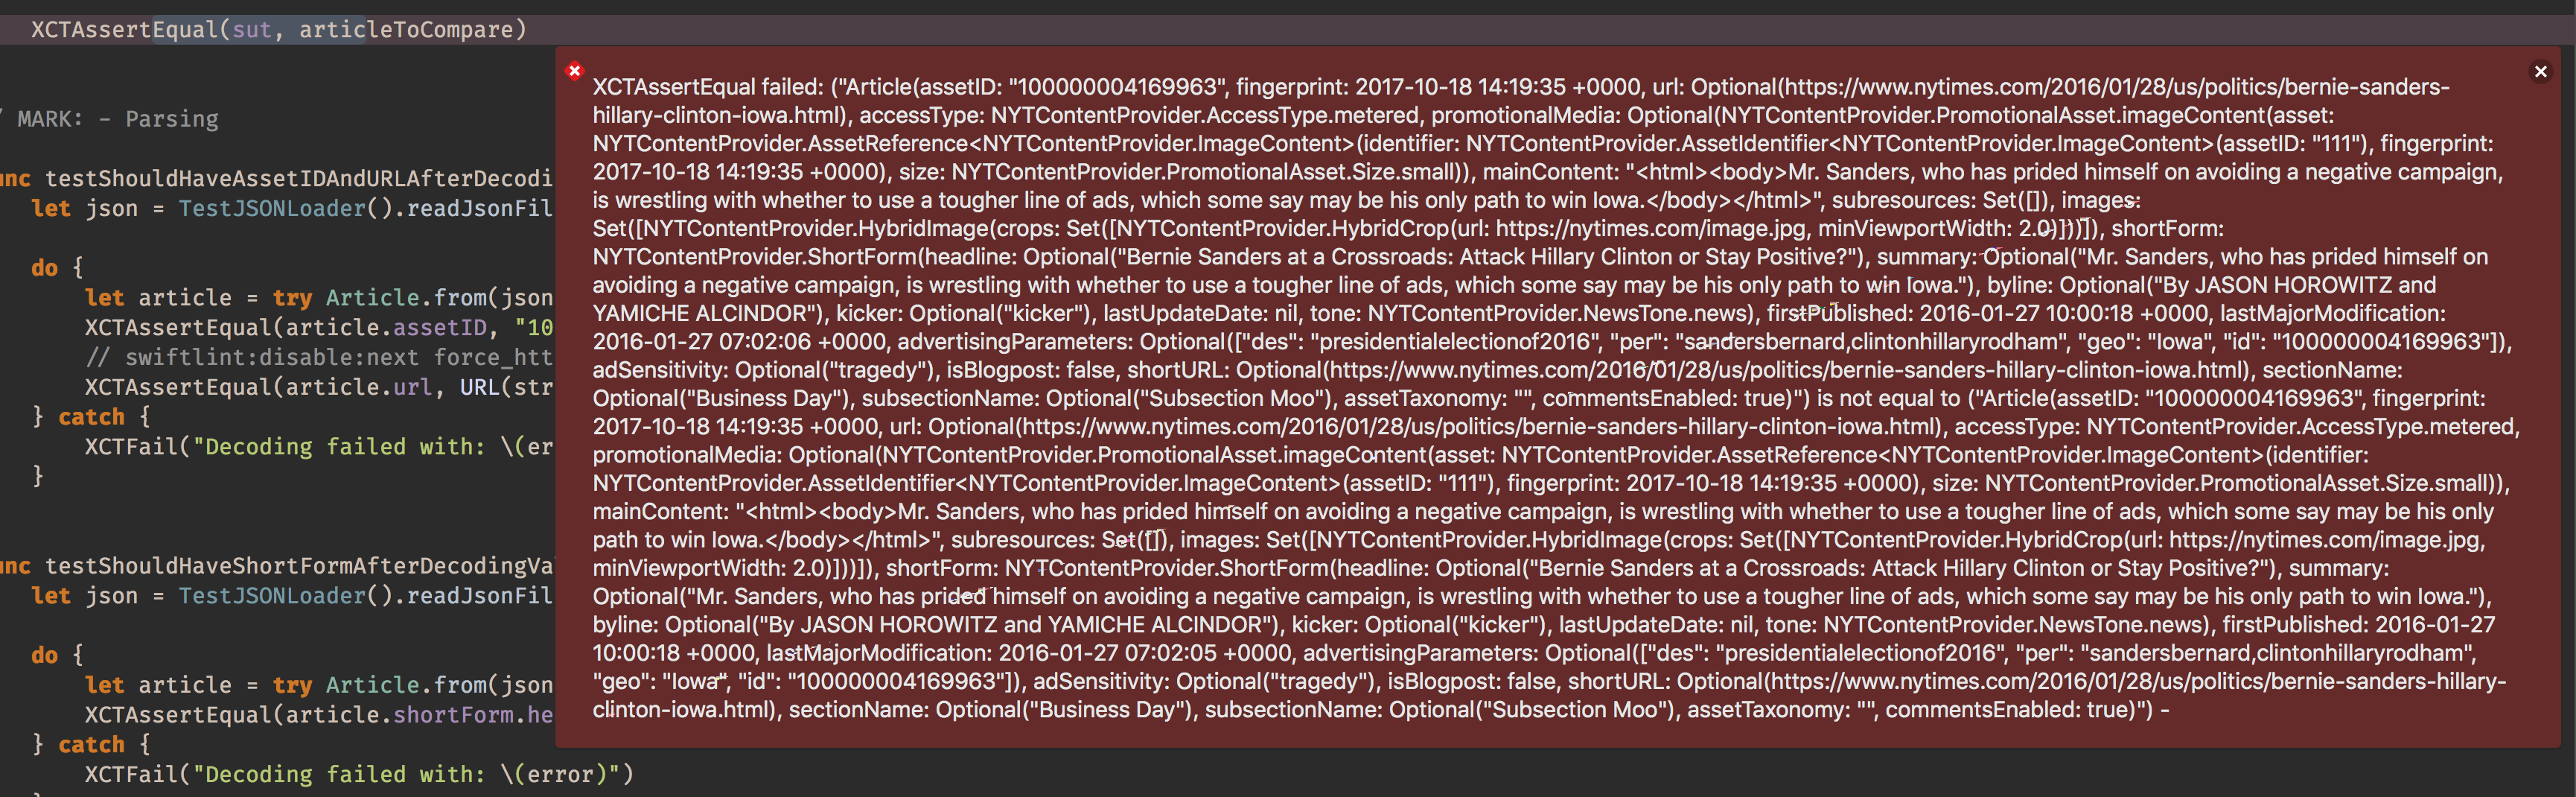 XCTAssertEqual(sut, articleToCompare)
MARK: - Parsing
func testShouldHaveAssetIDAndURLAfterDecodi
let json = TestJSONLoader().readJsonFil
do {
let article = try Article.from(json
XCTAssertEqual(article.assetID, "10
// swiftlint:disable:next force_htt
XCTAssertEqual(article.url, URL(str
} catch {
XCTFail("Decoding failed with: \(er
}
unc testShouldHaveShortFormAfterDecodingVa
let json = TestJSONLoader().readJsonFil
do {
let article = try Article.from(json
XCTAssertEqual(article.shortForm.he
} catch {
XCTFail("Decoding failed with: \(error)")
XCTAssertEqual failed: ("Article(assetID: "100000004169963", fingerprint: 2017-10-18 14:19:35 +0000, url: Optional(https://www.nytimes.com/2016/01/28/us/politics/bernie-sanders-
hillary-clinton-iowa.html), accessType: NYTContentProvider.AccessType.metered, promotionalMedia: Optional(NYTContentProvider.PromotionalAsset.imageContent(asset:
NYTContentProvider.AssetReference<NYTContentProvider.ImageContent>(identifier: NYTContentProvider.AssetIdentifier<NYTContentProvider.ImageContent>(assetID: "111"), fingerprint:
2017-10-18 14:19:35 +0000), size: NYTContentProvider.PromotionalAsset.Size.small)), mainContent: "<html><body>Mr. Sanders, who has prided himself on avoiding a negative campaign,
is wrestling with whether to use a tougher line of ads, which some say may be his only path to win Iowa.</body></html>", subresources: Set([]), images:
Set([NYTContentProvider.HybridImage(crops: Set([NYTContentProvider.HybridCrop(url: https://nytimes.com/image.jpg, minViewportWidth: 2.0)]))]), shortForm:
NYTContentProvider.ShortForm(headline: Optional("Bernie Sanders at a Crossroads: Attack Hillary Clinton or Stay Positive?"), summary: Optional("Mr. Sanders, who has prided himself on
avoiding a negative campaign, is wrestling with whether to use a tougher line of ads, which some say may be his only path to win Iowa."), byline: Optional("By JASON HOROWITZ and
YAMICHE ALCINDOR"), kicker: Optional("kicker"), lastUpdateDate: nil, tone: NYTContentProvider.NewsTone.news), firstPublished: 2016-01-27 10:00:18 +0000, lastMajorModification:
2016-01-27 07:02:06 +0000, advertisingParameters: Optional(["des": "presidentialelectionof2016", "per": "sandersbernard,clintonhillaryrodham", "geo": "Iowa", "id": "100000004169963"]),
adSensitivity: Optional("tragedy"), isBlogpost: false, shortURL: Optional(https://www.nytimes.com/2016/01/28/us/politics/bernie-sanders-hillary-clinton-iowa.html), sectionName:
Optional("Business Day"), subsectionName: Optional("Subsection Moo"), assetTaxonomy: "", commentsEnabled: true)") is not equal to ("Article(assetID: "100000004169963", fingerprint:
2017-10-18 14:19:35 +0000, url: Optional(https://www.nytimes.com/2016/01/28/us/politics/bernie-sanders-hillary-clinton-iowa.html), accessType: NYTContentProvider.AccessType.metered,
promotionalMedia: Optional(NYTContentProvider.PromotionalAsset.imageContent(asset: NYTContentProvider.AssetReference<NYTContentProvider.ImageContent>(identifier:
NYTContentProvider.AssetIdentifier<NYTContentProvider.ImageContent>(assetID: "111"), fingerprint: 2017-10-18 14:19:35 +0000), size: NYTContentProvider.PromotionalAsset.Size.small)),
mainContent: "<html><body>Mr. Sanders, who has prided himself on avoiding a negative campaign, is wrestling with whether to use a tougher line of ads, which some say may be his only
path to win Iowa.</body></html>", subresources: Set([]), images: Set([NYTContentProvider.HybridImage(crops: Set([NYTContentProvider.HybridCrop(url: https://nytimes.com/image.jpg,
minViewportWidth: 2.0)]))]), shortForm: NYTContentProvider.ShortForm(headline: Optional("Bernie Sanders at a Crossroads: Attack Hillary Clinton or Stay Positive?"), summary:
Optional("Mr. Sanders, who has prided himself on avoiding a negative campaign, is wrestling with whether to use a tougher line of ads, which some say may be his only path to win Iowa."),
byline: Optional("By JASON HOROWITZ and YAMICHE ALCINDOR"), kicker: Optional("kicker"), lastUpdateDate: nil, tone: NYTContentProvider.NewsTone.news), firstPublished: 2016-01-27
10:00:18 +0000, lastMajorModification: 2016-01-27 07:02:05 +0000, advertisingParameters: Optional(["des": "presidentialelectionof2016", "per": "sandersbernard,clintonhillaryrodham",
"geo": "Iowa", "id": "100000004169963"]), adSensitivity: Optional("tragedy"), isBlogpost: false, shortURL: Optional(https://www.nytimes.com/2016/01/28/us/politics/bernie-sanders-hillary-
clinton-iowa.html), sectionName: Optional("Business Day"), subsectionName: Optional("Subsection Moo"), assetTaxonomy: "", commentsEnabled: true)") -